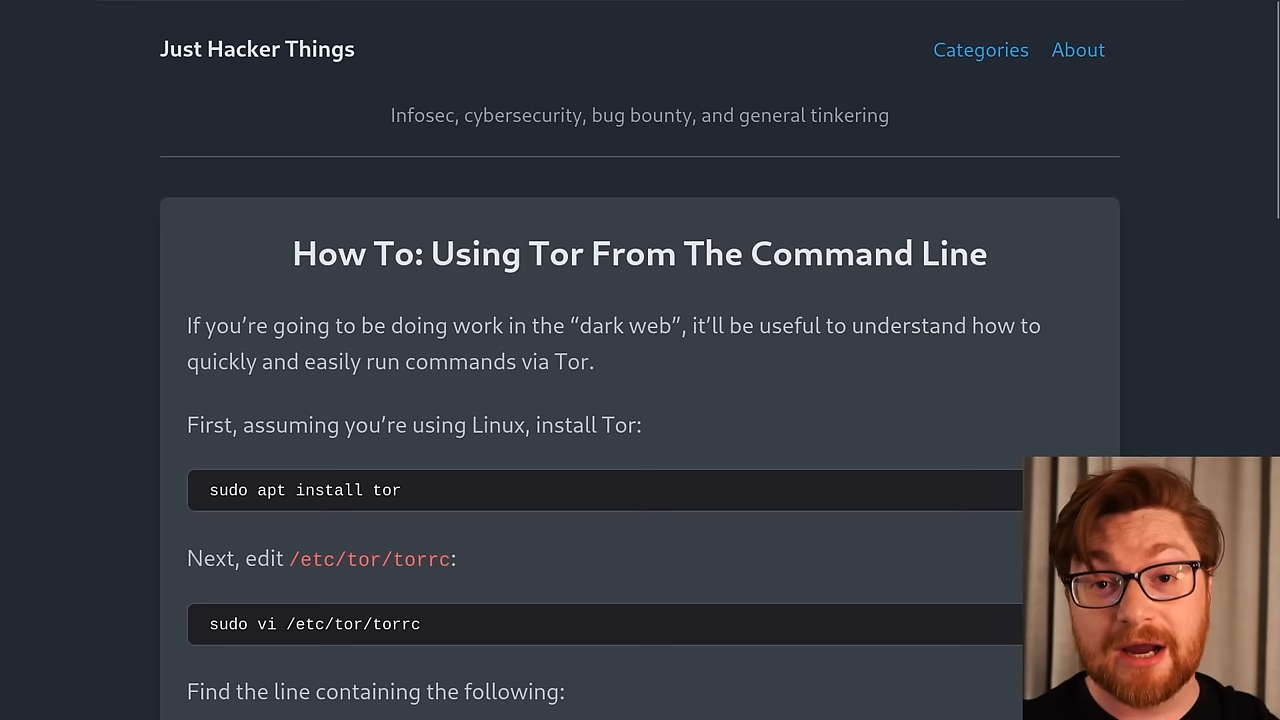 Just Hacker Things
Categories About
Infosec, cybersecurity, bug bounty, and general tinkering
How To: Using Tor From The Command Line
If you’re going to be doing work in the “dark web”, it’ll be useful to understand how to
quickly and easily run commands via Tor.
First, assuming you’re using Linux, install Tor:
sudo apt install tor
Next, edit /etc/tor/torrc:
sudo vi /etc/tor/torrc
Find the line containing the following: